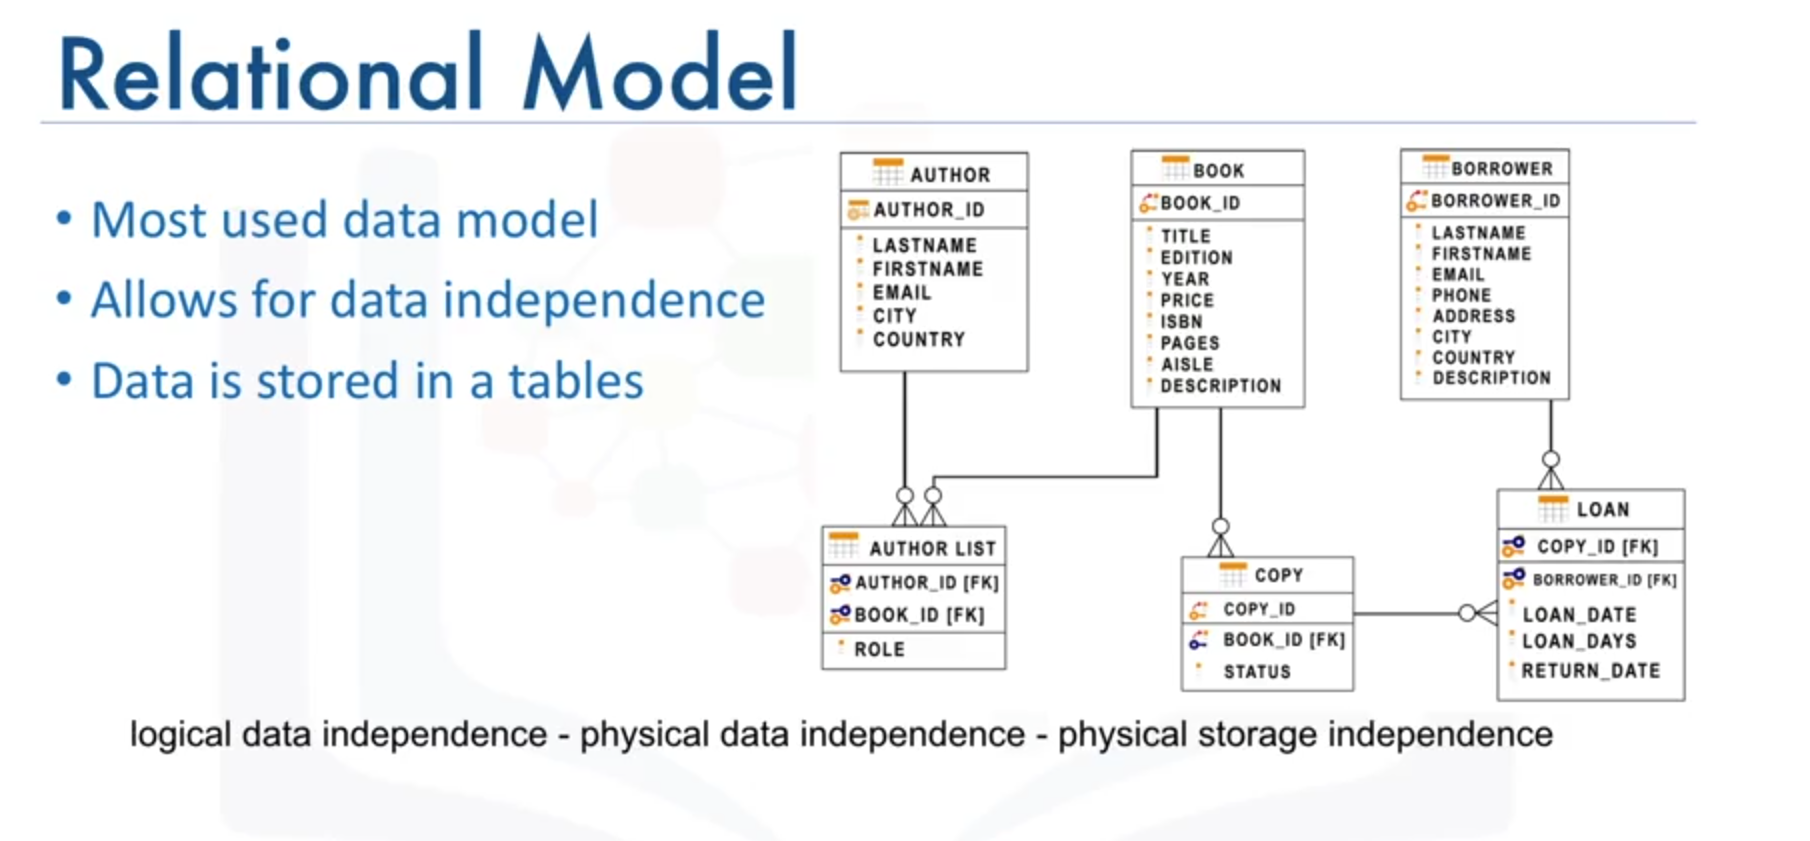 Relational Model
• Most used data model
• Allows for data independence
• Data is stored in a tables
AUTHOR
AUTHOR_ID
LASTNAME
FIRSTNAME
EMAIL
CITY
COUNTRY
BOOK
BOOK_ID
TITLE
EDITION
YEAR
PRICE
ISBN
PAGES
AISLE
DESCRIPTION
BORROWER
BORROWER_ID
LASTNAME
FIRSTNAME
EMAIL
PHONE
ADDRESS
CITY
COUNTRY
DESCRIPTION
AUTHOR LIST
AUTHOR_ID [FK]
BOOK_ID [FK]
ROLE
COPY
COPY_ID
BOOK_ID [FK]
STATUS
LOAN
COPY_ID [FK]
BORROWER_ID [FK]
LOAN_DATE
LOAN_DAYS
RETURN_DATE
logical data independence - physical data independence - physical storage independence